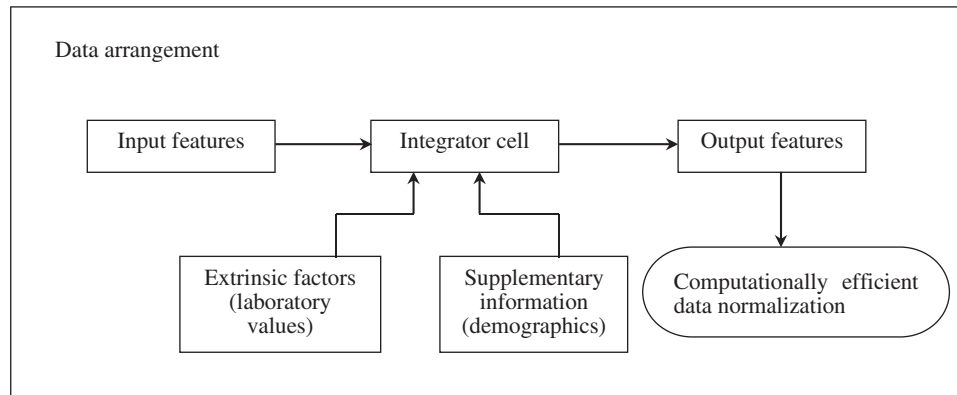 Data arrangement
Input features
Integrator cell
Output features
Extrinsic factors
(laboratory
values)
Supplementary
information
(demographics)
Computationally efficient
data normalization